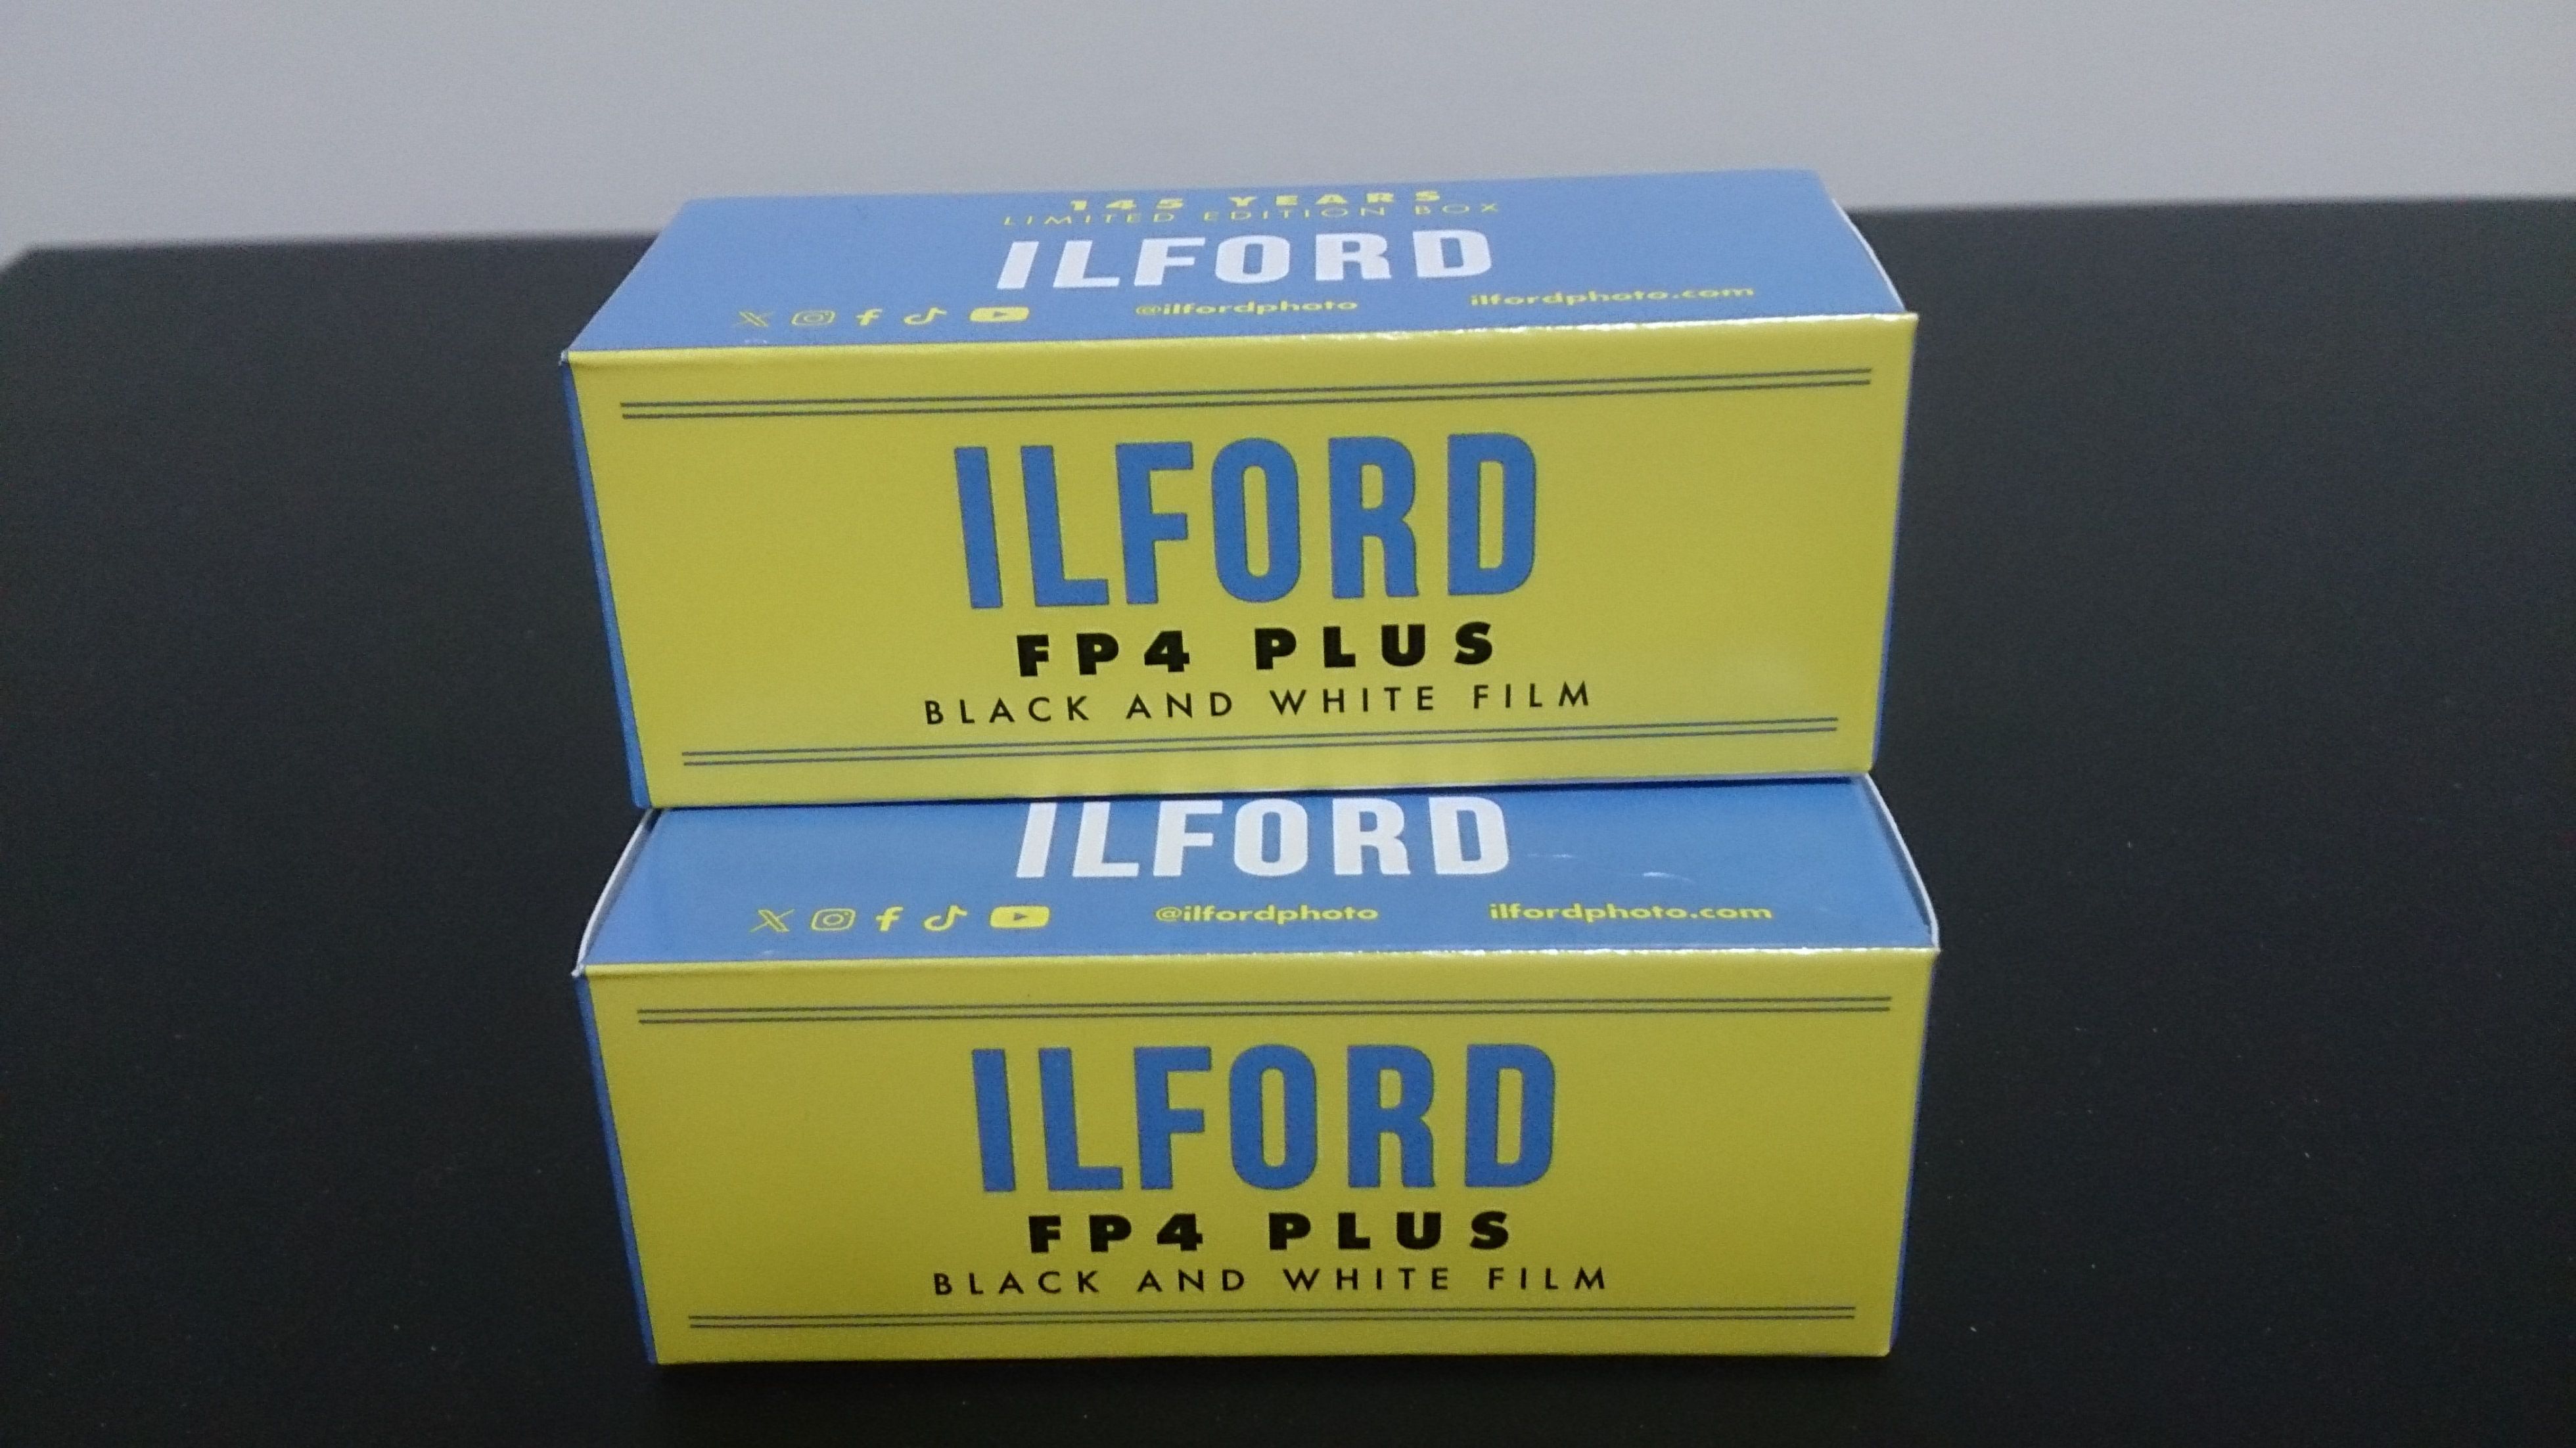 145 YEARS
LIMITED EDITION BOX
ILFORD
@ilfordphoto ilfordphoto.com
ILFORD
FP4 PLUS
BLACK AND WHITE FILM
ILFORD
@ilfordphoto ilfordphoto.com
ILFORD
FP4 PLUS
BLACK AND WHITE FILM